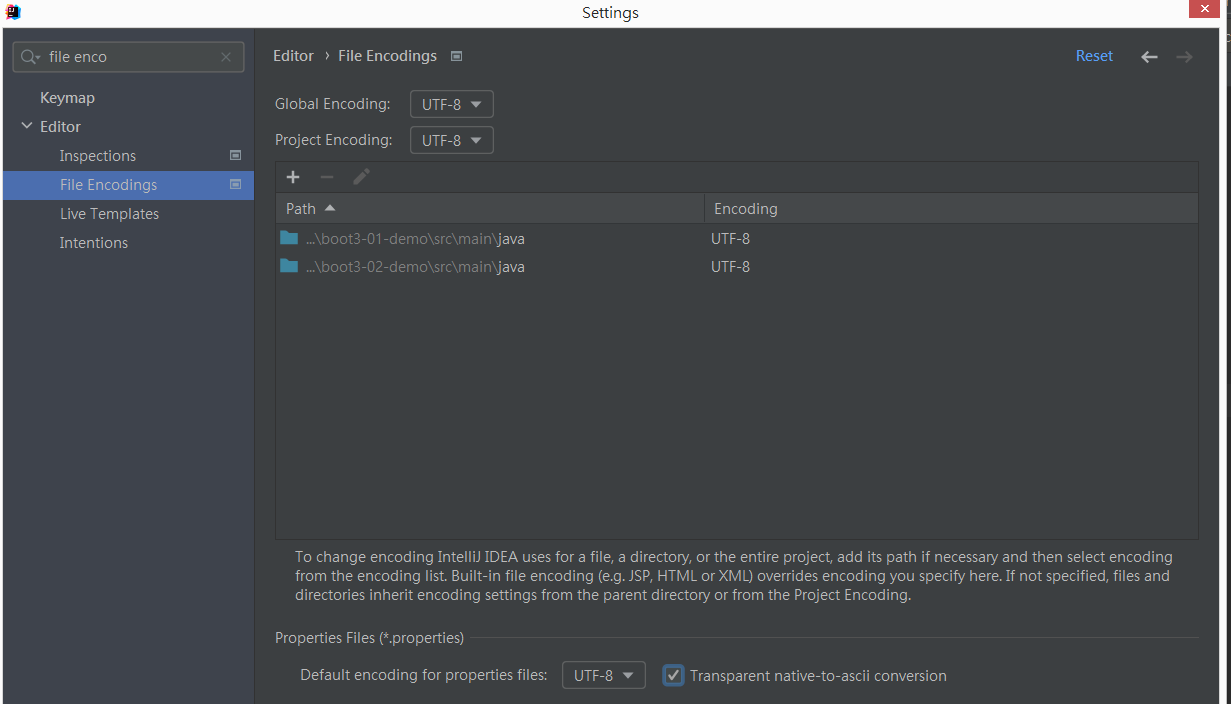 Settings
file enco
Keymap
Editor
Inspections
File Encodings
Live Templates
Intentions
Editor › File Encodings
Reset
Global Encoding: UTF-8
Project Encoding: UTF-8
Path Encoding
...\boot3-01-demo\src\main\java UTF-8
...\boot3-02-demo\src\main\java UTF-8
To change encoding IntelliJ IDEA uses for a file, a directory, or the entire project, add its path if necessary and then select encoding
from the encoding list. Built-in file encoding (e.g. JSP, HTML or XML) overrides encoding you specify here. If not specified, files and
directories inherit encoding settings from the parent directory or from the Project Encoding.
Properties Files (*.properties)
Default encoding for properties files: UTF-8 Transparent native-to-ascii conversion